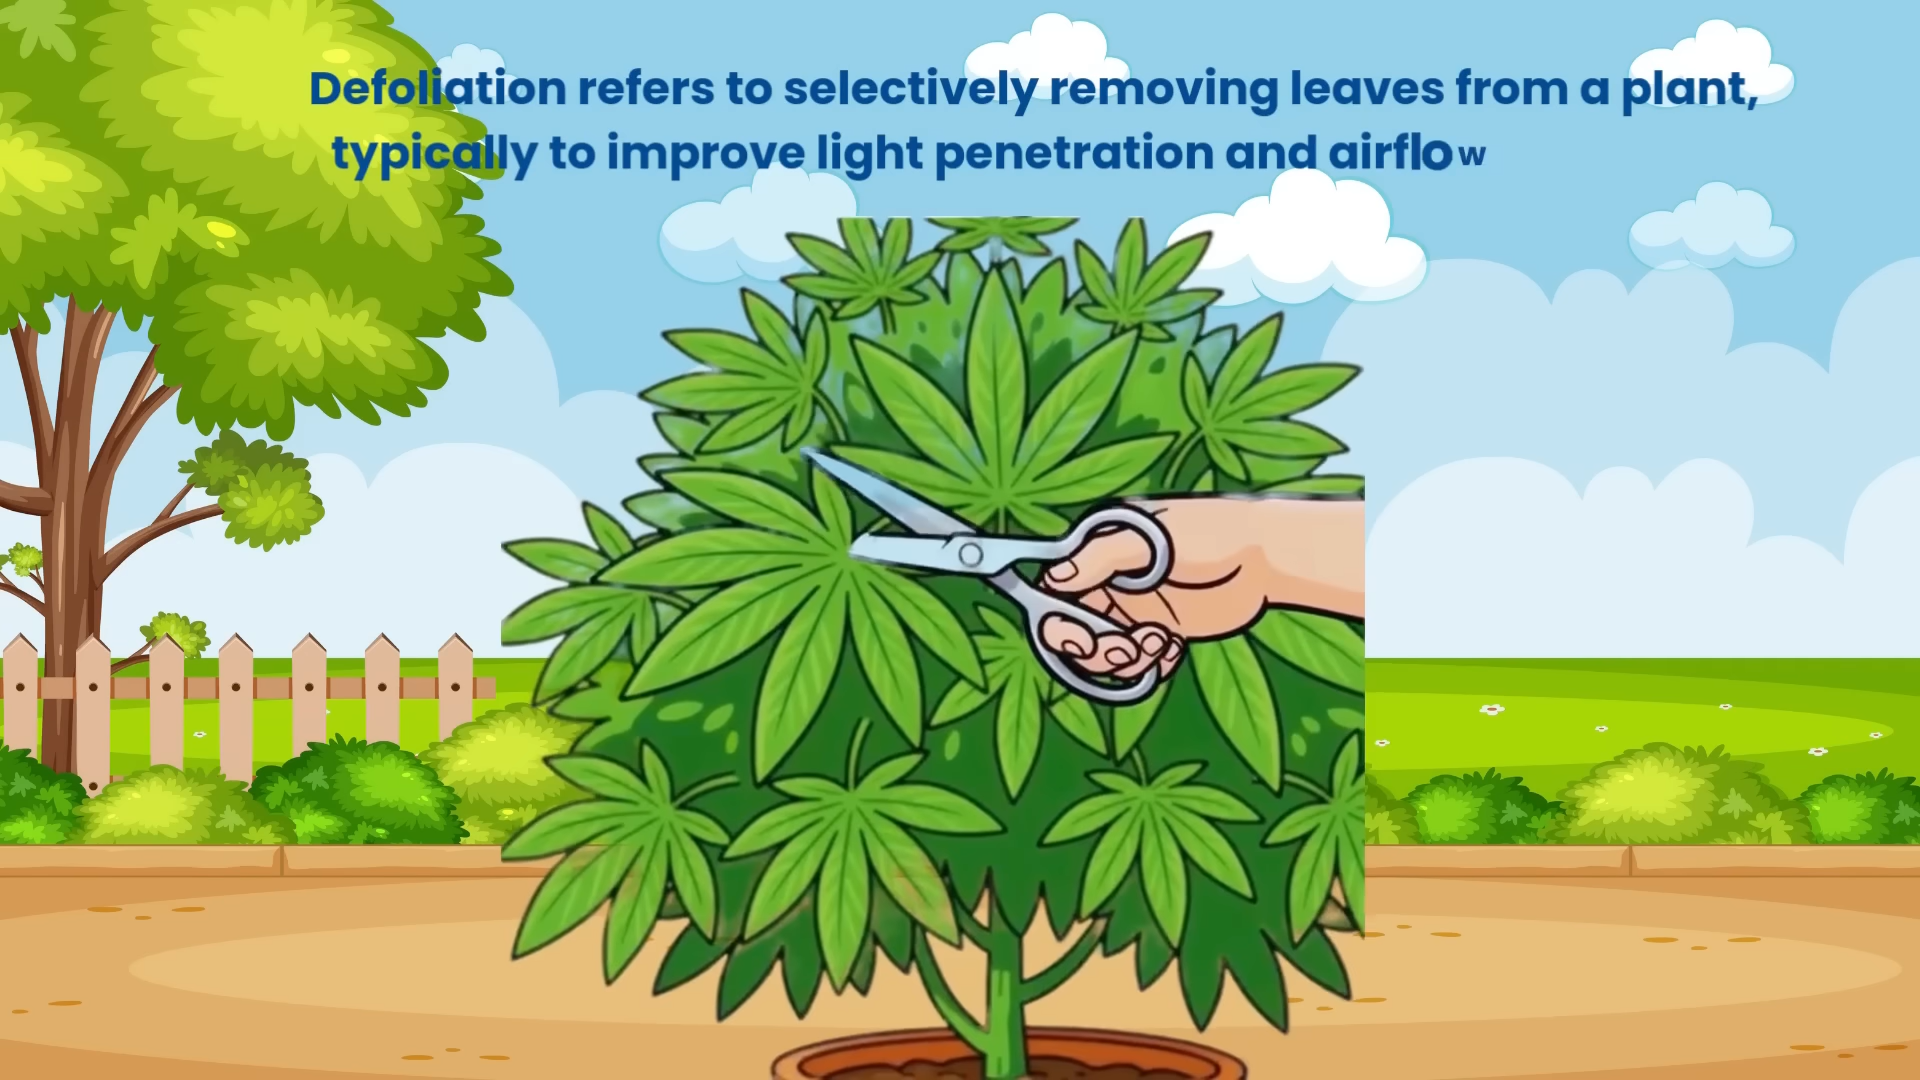 Defoliation refers to selectively removing leaves from a plant,
typically to improve light penetration and airflow